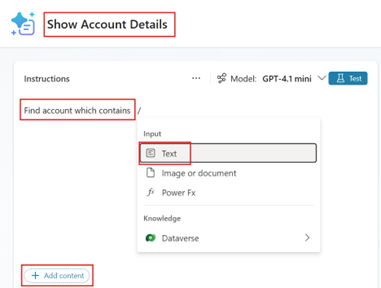 Show Account Details
Instructions ... Model: GPT-4.1 mini Test
Find account which contains /
Input
Text
Image or document
fx Power Fx
Knowledge
Dataverse
+ Add content